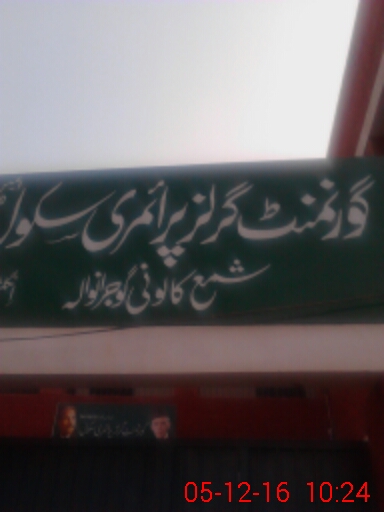 گورنمنٹ گرلز پرائمری سکول
شمع کالونی گوجرانوالہ
05-12-16 10:24